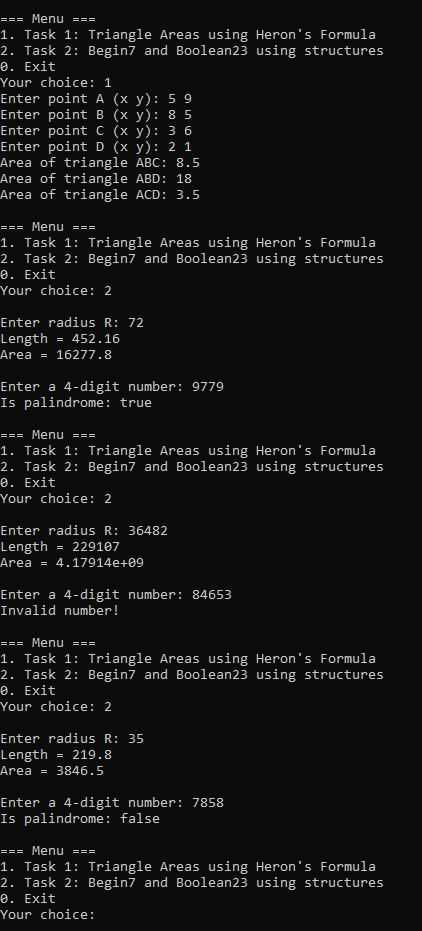 === Menu ===
1. Task 1: Triangle Areas using Heron's Formula
2. Task 2: Begin7 and Boolean23 using structures
0. Exit
Your choice: 1
Enter point A (x y): 5 9
Enter point B (x y): 8 5
Enter point C (x y): 3 6
Enter point D (x y): 2 1
Area of triangle ABC: 8.5
Area of triangle ABD: 18
Area of triangle ACD: 3.5
=== Menu ===
1. Task 1: Triangle Areas using Heron's Formula
2. Task 2: Begin7 and Boolean23 using structures
0. Exit
Your choice: 2
Enter radius R: 72
Length = 452.16
Area = 16277.8
Enter a 4-digit number: 9779
Is palindrome: true
=== Menu ===
1. Task 1: Triangle Areas using Heron's Formula
2. Task 2: Begin7 and Boolean23 using structures
0. Exit
Your choice: 2
Enter radius R: 36482
Length = 229107
Area = 4.17914e+09
Enter a 4-digit number: 84653
Invalid number!
=== Menu ===
1. Task 1: Triangle Areas using Heron's Formula
2. Task 2: Begin7 and Boolean23 using structures
0. Exit
Your choice: 2
Enter radius R: 35
Length = 219.8
Area = 3846.5
Enter a 4-digit number: 7858
Is palindrome: false
=== Menu ===
1. Task 1: Triangle Areas using Heron's Formula
2. Task 2: Begin7 and Boolean23 using structures
0. Exit
Your choice: